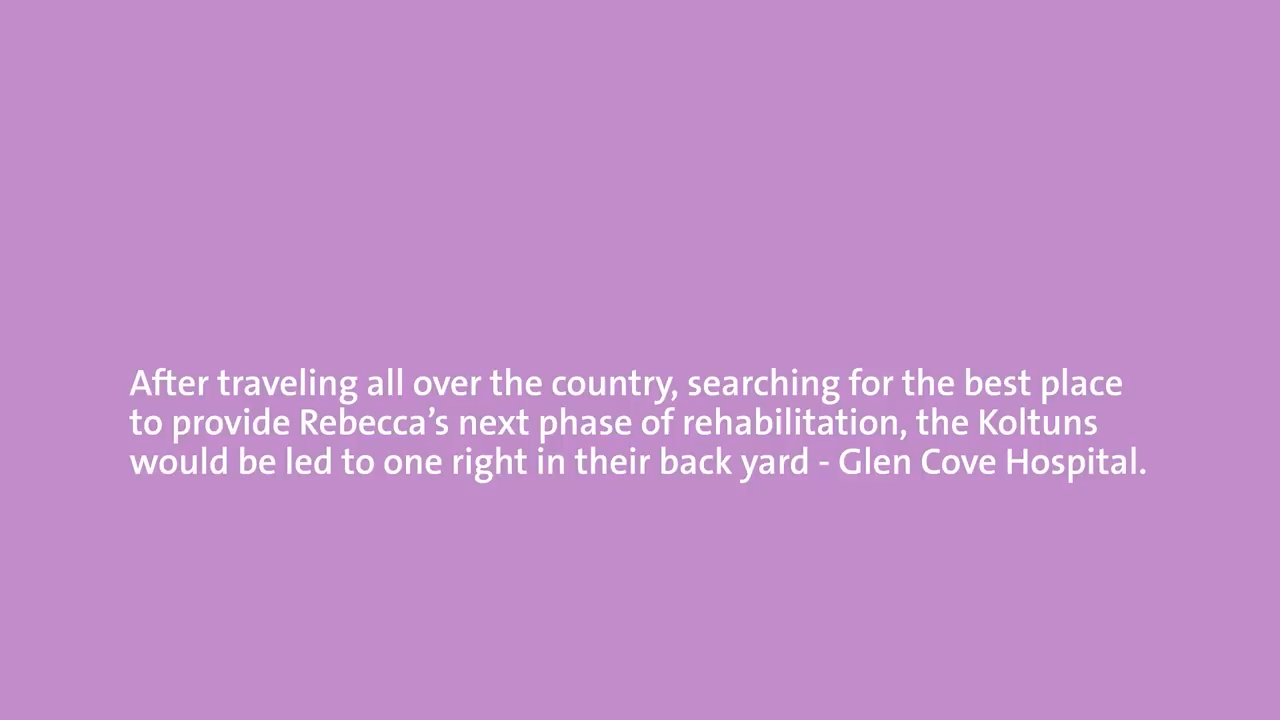 After traveling all over the country, searching for the best place
to provide Rebecca’s next phase of rehabilitation, the Koltuns
would be led to one right in their back yard - Glen Cove Hospital.